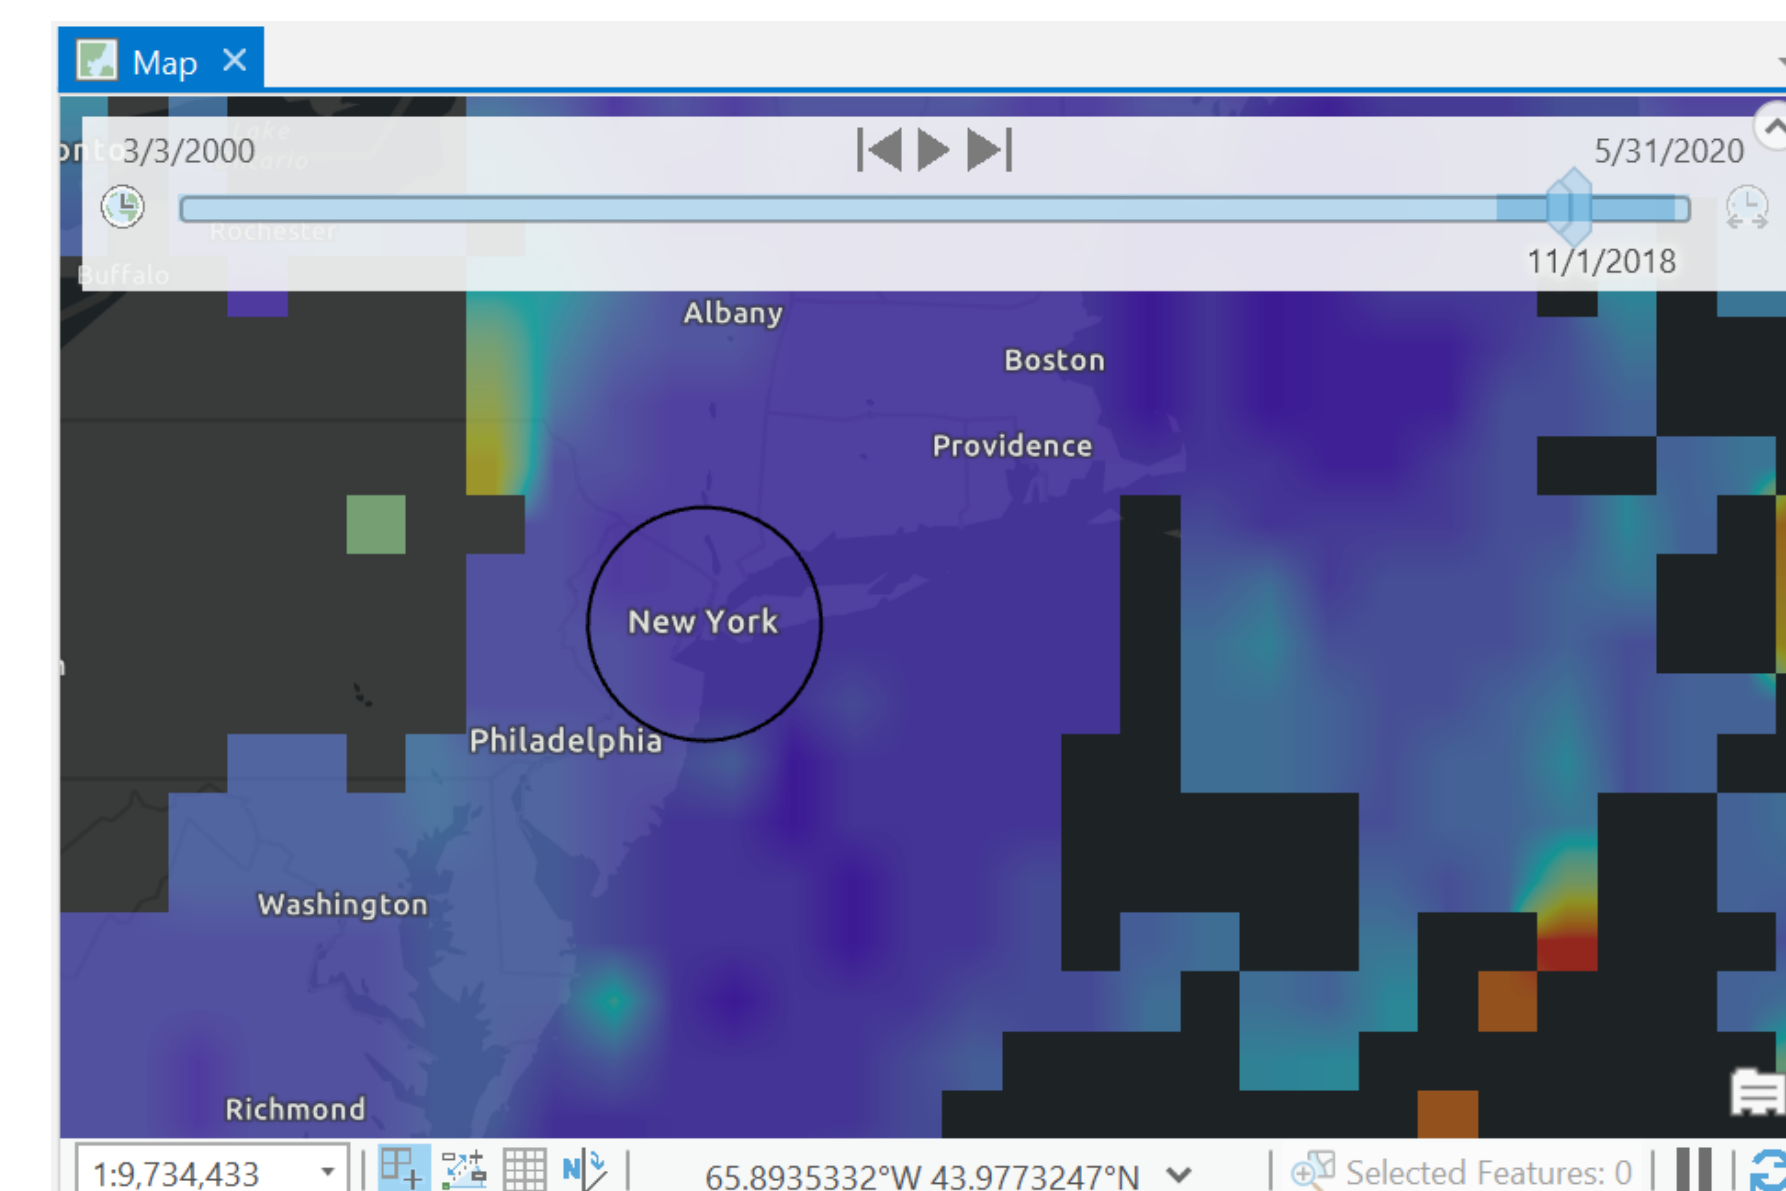 Map
3/3/2000
5/31/2020
Lake
Rochester
Buffalo
11/1/2018
Albany
Boston
Providence
New York
Philadelphia
Washington
Richmond
1:9,734,433
N
65.8935332°W 43.9773247°N
Selected Features: 0